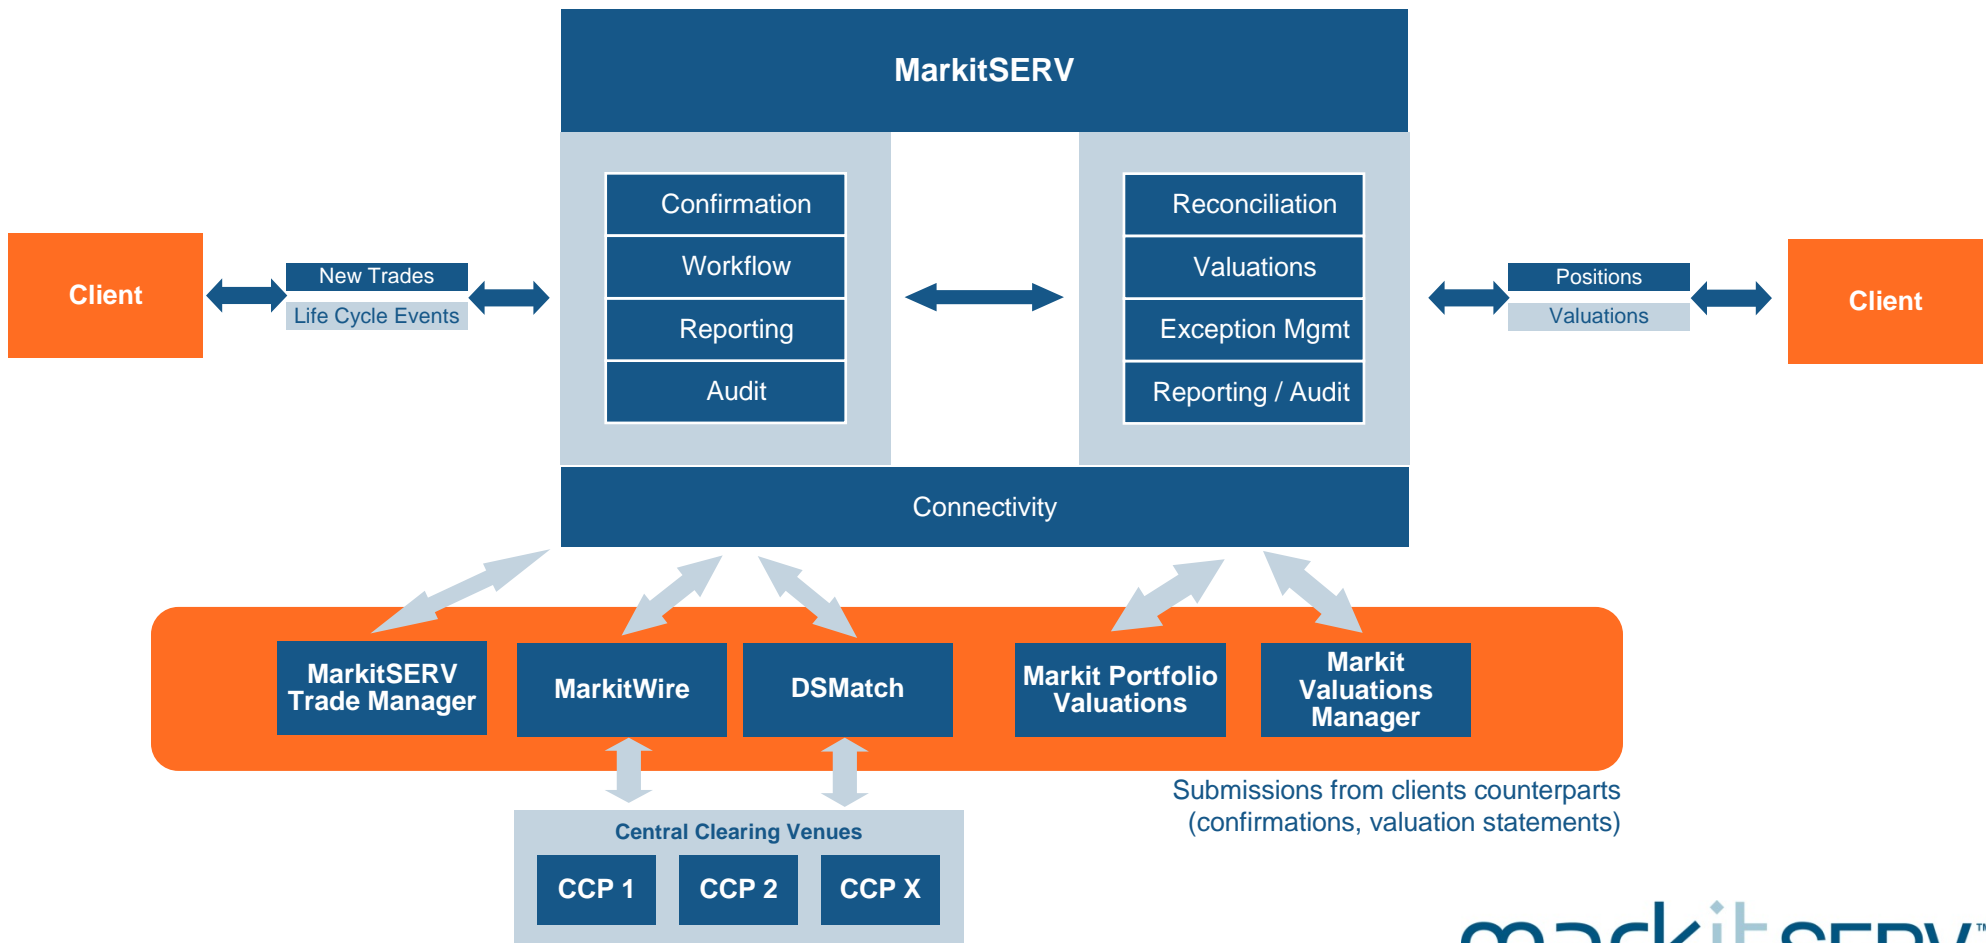 MarkitSERV
Confirmation
Workflow
Reporting
Audit
Reconciliation
Valuations
Exception Mgmt
Reporting / Audit
Client
New Trades
Life Cycle Events
Positions
Valuations
Client
Connectivity
MarkitSERV
Trade Manager
MarkitWire
DSMatch
Markit Portfolio
Valuations
Markit
Valuations
Manager
Submissions from clients counterparts
(confirmations, valuation statements)
Central Clearing Venues
CCP 1
CCP 2
CCP X
markitSERV™